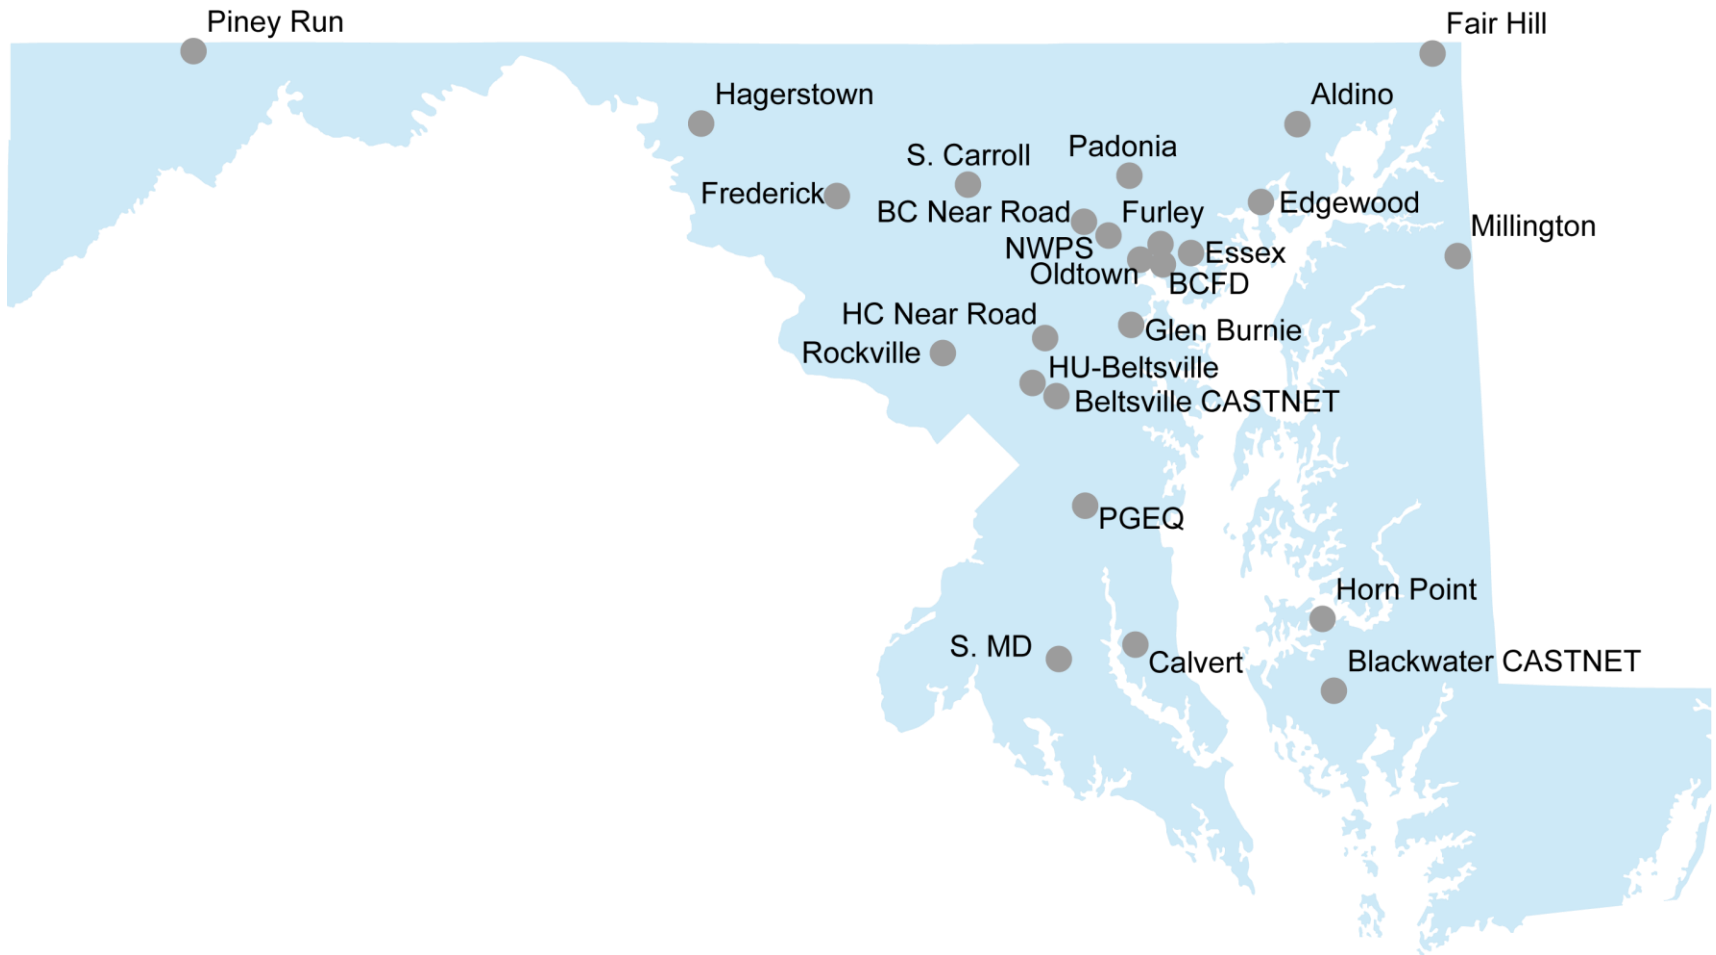 Piney Run
Fair Hill
Hagerstown
Aldino
Padonia
S. Carroll
Frederick
Edgewood
BC Near Road
Furley
Millington
NWPS
Essex
Oldtown
BCFD
HC Near Road
Glen Burnie
Rockville
HU-Beltsville
Beltsville CASTNET
PGEQ
Horn Point
S. MD
Calvert
Blackwater CASTNET